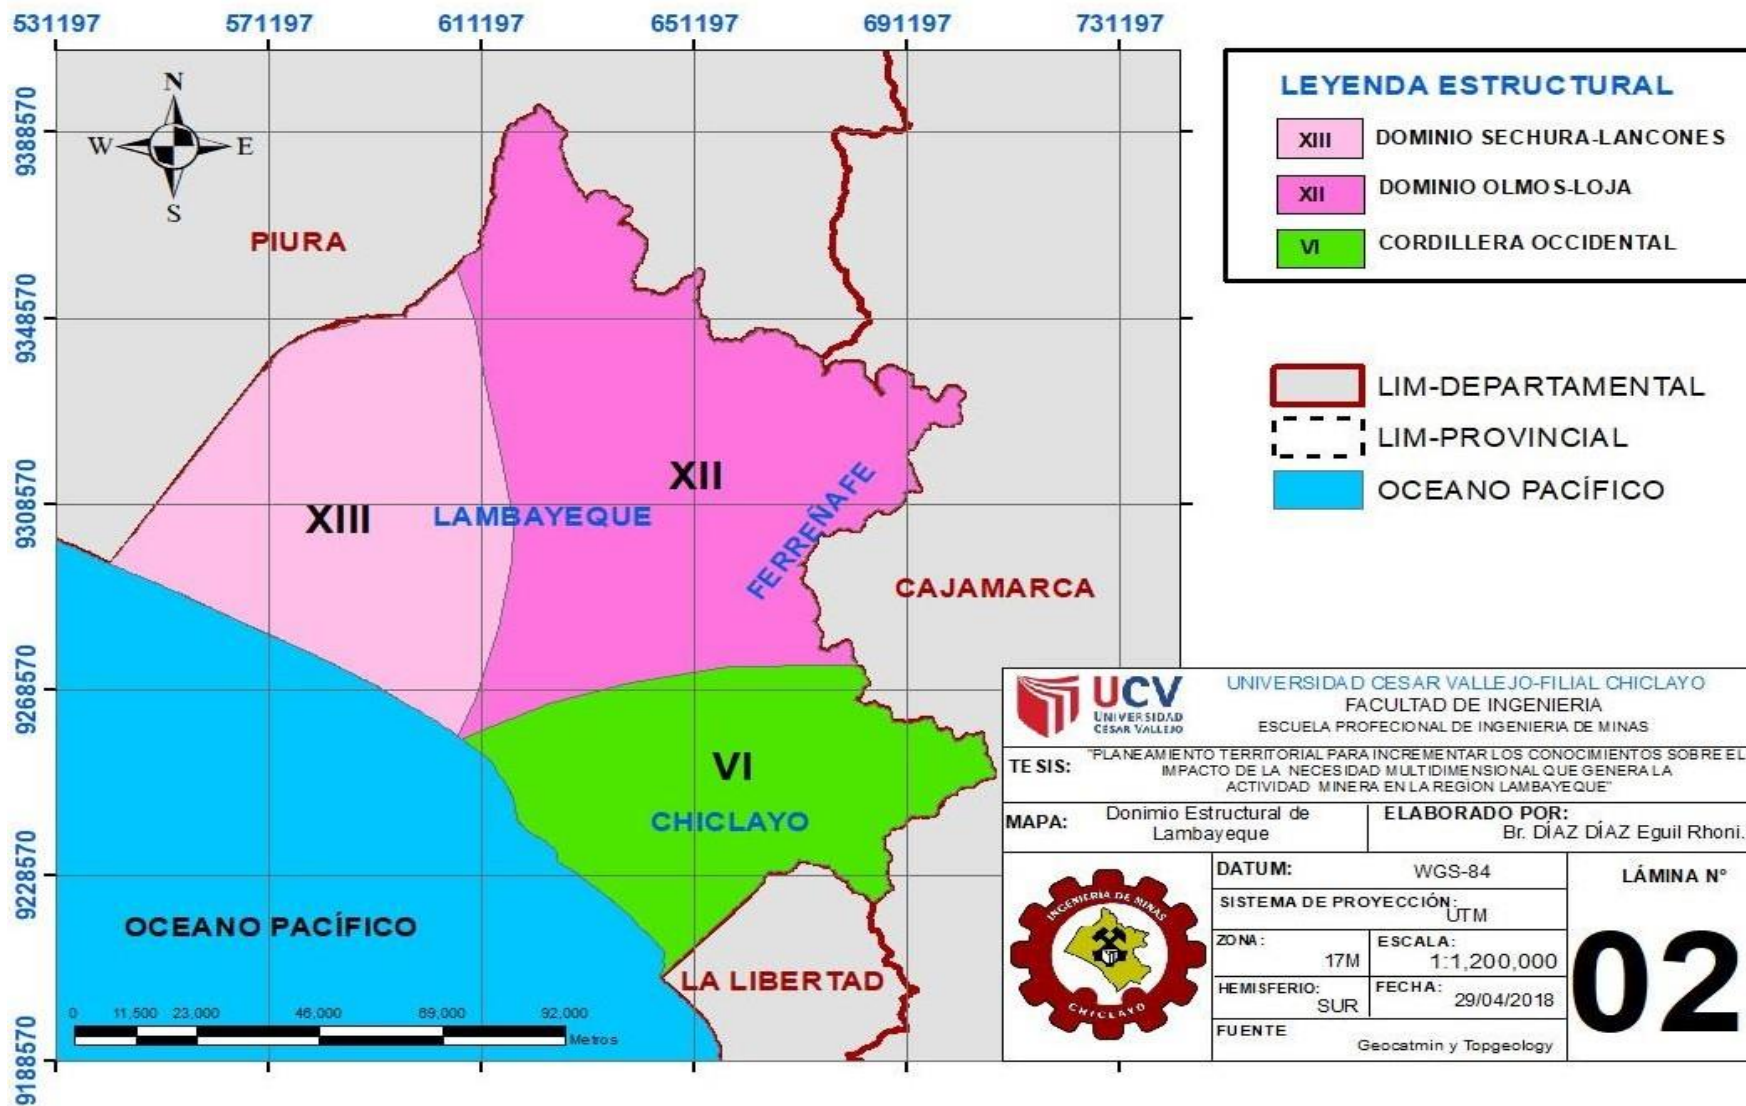 531197 571197 611197 651197 691197 731197
9388570
9348570
9308570
9268570
9228570
9188570
N
W E
S
PIURA
XIII
LAMBAYEQUE
XII
FERREÑAFE
CAJAMARCA
VI
CHICLAYO
OCEANO PACÍFICO
LA LIBERTAD
0 11,500 23,000 46,000 69,000 92,000
Metros
LEYENDA ESTRUCTURAL
XIII DOMINIO SECHURA-LANCONES
XII DOMINIO OLMOS-LOJA
VI CORDILLERA OCCIDENTAL
LIM-DEPARTAMENTAL
LIM-PROVINCIAL
OCEANO PACÍFICO
UCV
UNIVERSIDAD
CESAR VALLEJO
UNIVERSIDAD CESAR VALLEJO-FILIAL CHICLAYO
FACULTAD DE INGENIERIA
ESCUELA PROFECIONAL DE INGENIERIA DE MINAS
TESIS: "PLANEAMIENTO TERRITORIAL PARA INCREMENTAR LOS CONOCIMIENTOS SOBRE EL
IMPACTO DE LA NECESIDAD MULTIDIMENSIONAL QUE GENERA LA
ACTIVIDAD MINERA EN LA REGION LAMBAYEQUE"
MAPA: Donimio Estructural de
Lambayeque
ELABORADO POR:
Br. DÍAZ DÍAZ Eguil Rhoni.
INGENIERÍA DE MINAS
CHICLAYO
DATUM: WGS-84
SISTEMA DE PROYECCIÓN:
UTM
ZONA: 17M
ESCALA:
1:1,200,000
HEMISFERIO:
SUR
FECHA: 29/04/2018
FUENTE
Geocatmin y Topgeology
LÁMINA N°
02